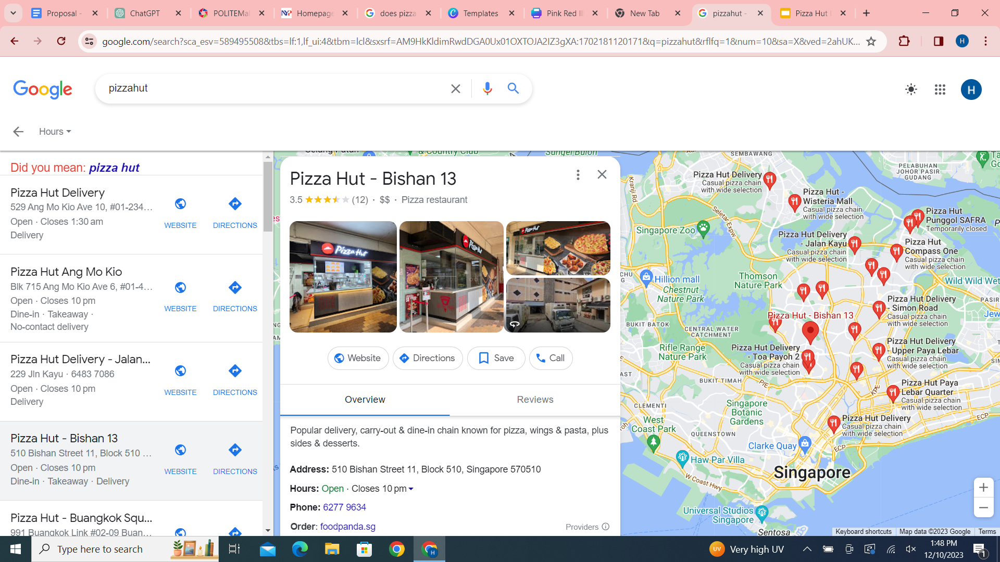 Proposal -
ChatGPT
POLITEMal
Homepage
does pizza
Templates
Pink Red Ill
New Tab
pizzahut -
Pizza Hut
google.com/search?sca_esv=589495508&tbs=lf:1,lf_ui:4&tbm=lcl&sxsrf=AM9HkKldimRwdDGA0Ux01OXTOJA2IZ3gXA:1702181120171&q=pizzahut&rflfq=1&num=10&sa=X&ved=2ahUK...
H
Google
pizzahut
H
Hours
Did you mean: pizza hut
Pizza Hut Delivery
529 Ang Mo Kio Ave 10, #01-234...
Open · Closes 1:30 am
Delivery
WEBSITE
DIRECTIONS
Pizza Hut Ang Mo Kio
Blk 715 Ang Mo Kio Ave 6, #01-4...
Open · Closes 10 pm
Dine-in · Takeaway ·
No-contact delivery
WEBSITE
DIRECTIONS
Pizza Hut Delivery - Jalan...
229 Jln Kayu · 6483 7086
Open · Closes 10 pm
Delivery
WEBSITE
DIRECTIONS
Pizza Hut - Bishan 13
510 Bishan Street 11, Block 510 ...
Open · Closes 10 pm
Dine-in · Takeaway · Delivery
WEBSITE
DIRECTIONS
Pizza Hut - Buangkok Squ...
991 Buangkok Link #02-09 Buan...
Pizza Hut - Bishan 13
3.5 (12) · $$ · Pizza restaurant
Pizza Hut
Pizza Hut
Pizza Hut
Website
Directions
Save
Call
Overview
Reviews
Popular delivery, carry-out & dine-in chain known for pizza, wings & pasta, plus
sides & desserts.
Address: 510 Bishan Street 11, Block 510, Singapore 570510
Hours: Open · Closes 10 pm
Phone: 6277 9634
Order: foodpanda.sg
Providers
& Country Club
Sungei Buloh
SEMBAWANG
PELABUHAN
JOHOR PASIR
GUDANG
Kranji Rd
Pizza Hut Delivery
Casual pizza chain
with wide selection
Pizza Hut -
Wisteria Mall
Casual pizza chain
with wide selection
Pizza Hut
Punggol SAFRA
Temporarily closed
Seletar Expw.
Singapore Zoo
Pizza Hut Delivery
- Jalan Kayu
Casual pizza chain
with wide selection
Pizza Hut
Compass One
Casual pizza chain
with wide selection
Hillion mall
Chestnut
Nature Park
Thomson
Nature Park
Wild Wild Wet
PASIR
Pizza Hut Delivery
- Simon Road
Casual pizza chain
with wide selection
Jew
Pizza Hut - Bishan 13
BUKIT BATOK
CENTRAL WATER
CATCHMENT
Rifle Range
Nature Park
Pizza Hut Delivery
- Toa Payoh 2
Casual pizza chain
with wide selection
Pizza Hut Delivery
- Upper Paya Lebar
Casual pizza chain
with wide selection
BUKIT TIMAH
PIE
KPE
Pizza Hut Paya
Lebar Quarter
Casual pizza chain
with wide selection
CLEMENTI
Singapore
Botanic
Gardens
West
Coast Park
QUEENSTOWN
Pizza Hut Delivery
Casual pizza chain
with wide selection
ECP
ECP
Clarke Quay
Haw Par Villa
W Coast Hwy
Singapore
Universal Studios
Singapore
Sentosa
Keyboard shortcuts
Map data ©2023 Google
Terms
Type here to search
H
UV
Very high UV
1:48 PM
12/10/2023
1